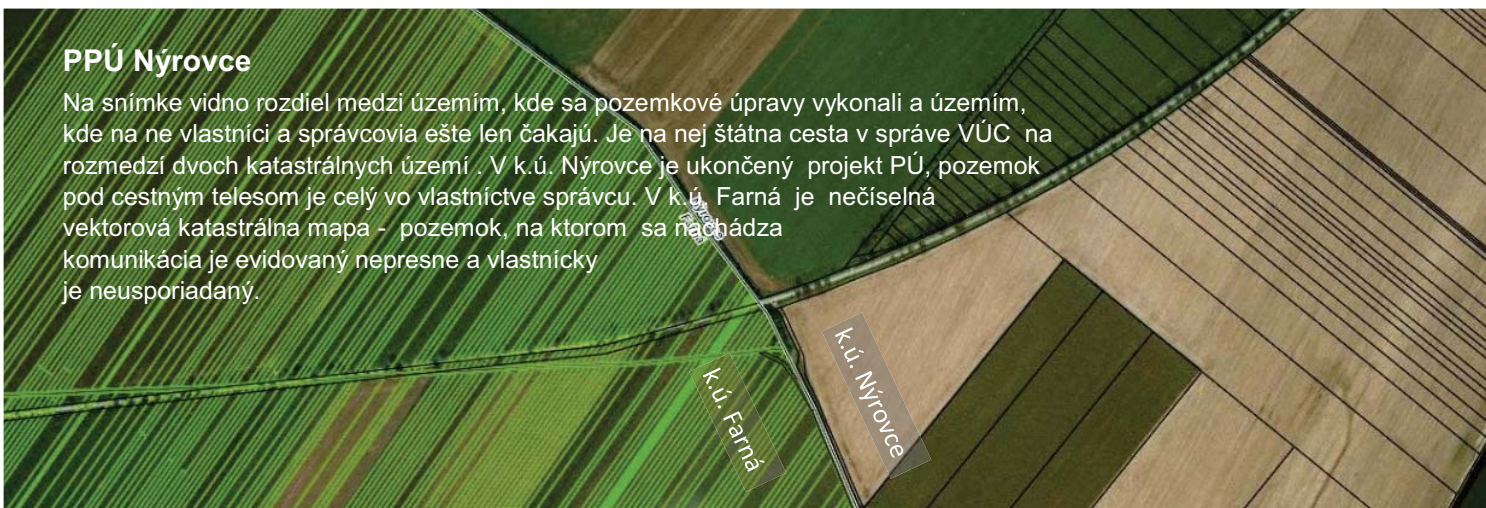 PPÚ Nýrovce
Na snímke vidno rozdiel medzi územím, kde sa pozemkové úpravy vykonali a územím,
kde na ne vlastníci a správcovia ešte len čakajú. Je na nej štátna cesta v správe VÚC na
rozmedzí dvoch katastrálnych území . V k.ú. Nýrovce je ukončený projekt PÚ, pozemok
pod cestným telesom je celý vo vlastníctve správcu. V k.ú. Farná je nečíselná
vektorová katastrálna mapa - pozemok, na ktorom sa nachádza
komunikácia je evidovaný nepresne a vlastnícky
je neusporiadaný.
k.ú. Farná
k.ú. Nýrovce